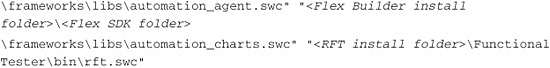 \frameworks\libs\automation_agent.swc" "<Flex Builder install
folder>\<Flex SDK folder>
\frameworks\libs\automation_charts.swc" "<RFT install folder>\Functional
Tester\bin\rft.swc"